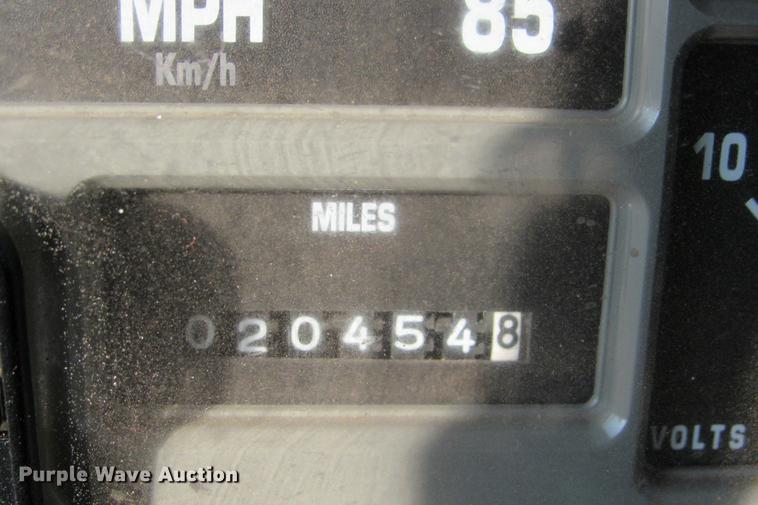 MPH 85
Km/h
10
MILES
0204548
VOLTS
Purple Wave Auction